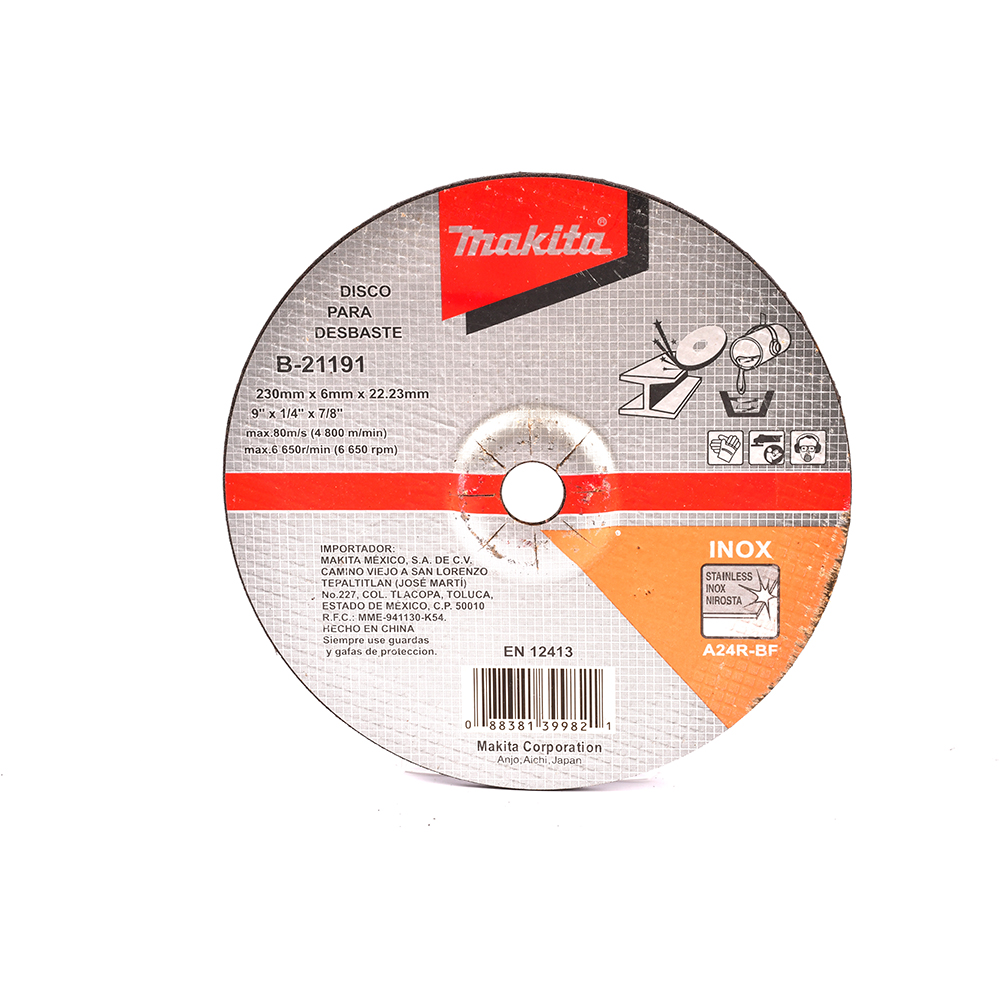 makita®
DISCO
PARA
DESBASTE
B-21191
230mm x 6mm x 22.23mm
9" x 1/4" x 7/8"
max.80m/s (4 800 m/min)
max.6 650r/min (6 650 rpm)
IMPORTADOR:
MAKITA MÉXICO, S.A. DE C.V.
CAMINO VIEJO A SAN LORENZO
TEPALTITLAN (JOSÉ MARTÍ)
No.227, COL. TLACOPA, TOLUCA,
ESTADO DE MÉXICO, C.P. 50010
R.F.C.: MME-941130-K54.
HECHO EN CHINA
Siempre use guardas
y gafas de proteccion.
INOX
STAINLESS
INOX
NIROSTA
A24R-BF
EN 12413
0 88381 39982 1
Makita Corporation
Anjo, Aichi, Japan